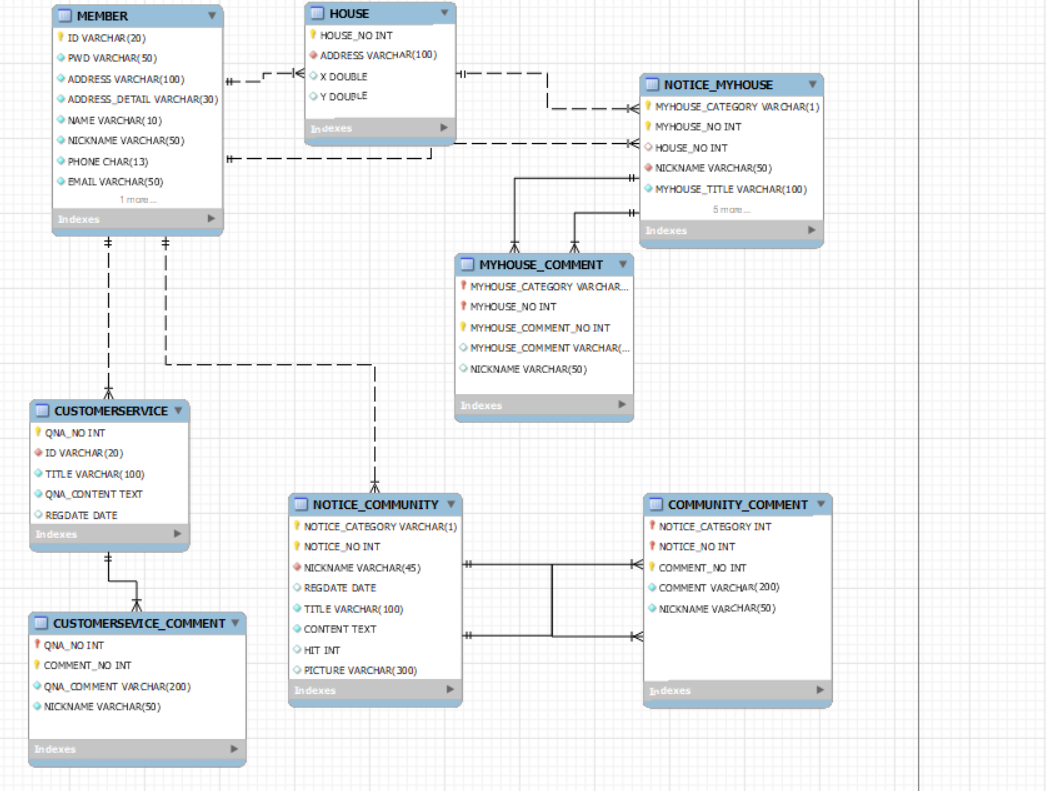 MEMBER
ID VARCHAR(20)
PWD VARCHAR(50)
ADDRESS VARCHAR(100)
ADDRESS_DETAIL VARCHAR(30)
NAME VARCHAR(10)
NICKNAME VARCHAR(50)
PHONE CHAR(13)
EMAIL VARCHAR(50)
1 more...
Indexes
HOUSE
HOUSE_NO INT
ADDRESS VARCHAR(100)
X DOUBLE
Y DOUBLE
Indexes
NOTICE_MYHOUSE
MYHOUSE_CATEGORY VARCHAR(1)
MYHOUSE_NO INT
HOUSE_NO INT
NICKNAME VARCHAR(50)
MYHOUSE_TITLE VARCHAR(100)
5 more...
Indexes
MYHOUSE_COMMENT
MYHOUSE_CATEGORY VARCHAR...
MYHOUSE_NO INT
MYHOUSE_COMMENT_NO INT
MYHOUSE_COMMENT VARCHAR(...
NICKNAME VARCHAR(50)
Indexes
CUSTOMERSERVICE
QNA_NO INT
ID VARCHAR(20)
TITLE VARCHAR(100)
QNA_CONTENT TEXT
REGDATE DATE
Indexes
NOTICE_COMMUNITY
NOTICE_CATEGORY VARCHAR(1)
NOTICE_NO INT
NICKNAME VARCHAR(45)
REGDATE DATE
TITLE VARCHAR(100)
CONTENT TEXT
HIT INT
PICTURE VARCHAR(300)
Indexes
COMMUNITY_COMMENT
NOTICE_CATEGORY INT
NOTICE_NO INT
COMMENT_NO INT
COMMENT VARCHAR(200)
NICKNAME VARCHAR(50)
Indexes
CUSTOMERSEVICE_COMMENT
QNA_NO INT
COMMENT_NO INT
QNA_COMMENT VARCHAR(200)
NICKNAME VARCHAR(50)
Indexes